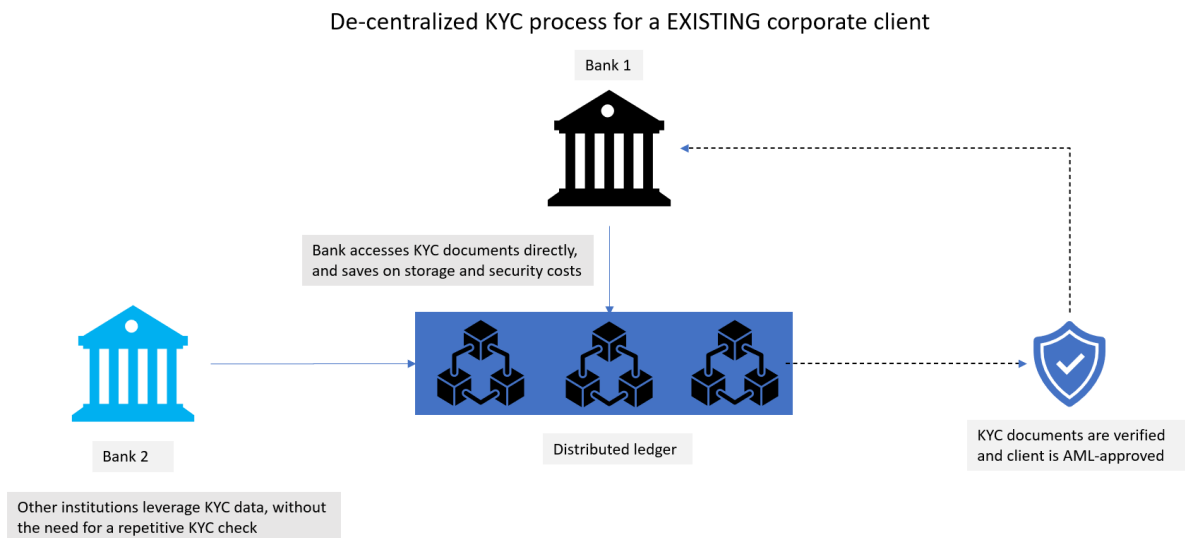 De-centralized KYC process for a EXISTING corporate client
Bank 1
Bank accesses KYC documents directly,
and saves on storage and security costs
Bank 2
Distributed ledger
KYC documents are verified
and client is AML-approved
Other institutions leverage KYC data, without
the need for a repetitive KYC check